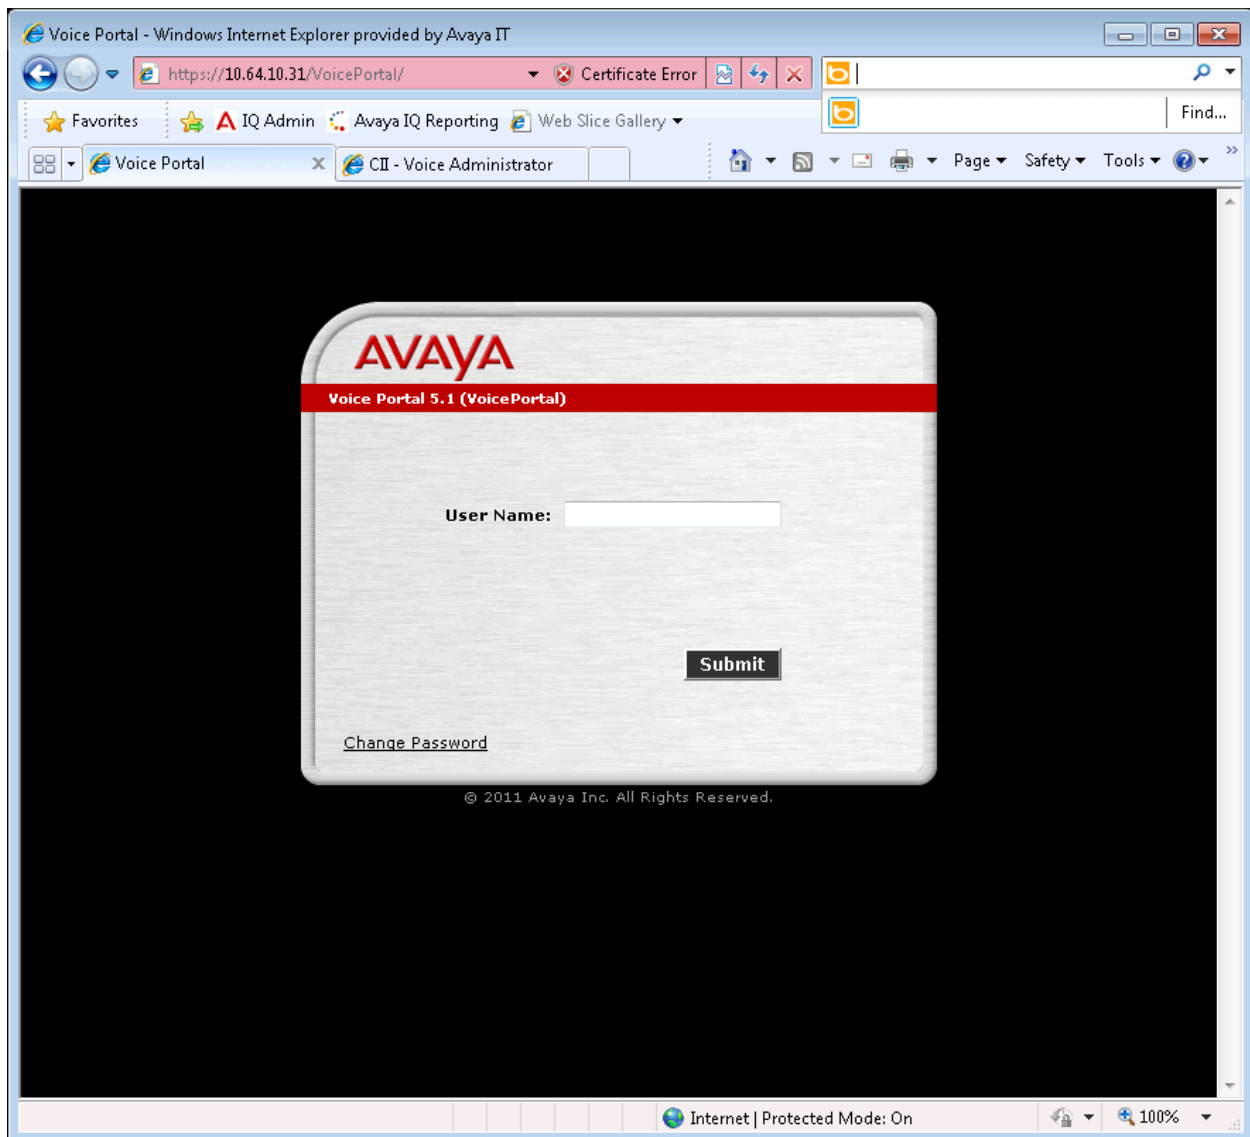 Voice Portal - Windows Internet Explorer provided by Avaya IT
https://10.64.10.31/VoicePortal/
Certificate Error
Find...
Favorites
IQ Admin
Avaya IQ Reporting
Web Slice Gallery
Voice Portal
CII - Voice Administrator
Page
Safety
Tools
AVAYA
Voice Portal 5.1 (VoicePortal)
User Name:
Submit
Change Password
© 2011 Avaya Inc. All Rights Reserved.
Internet | Protected Mode: On
100%